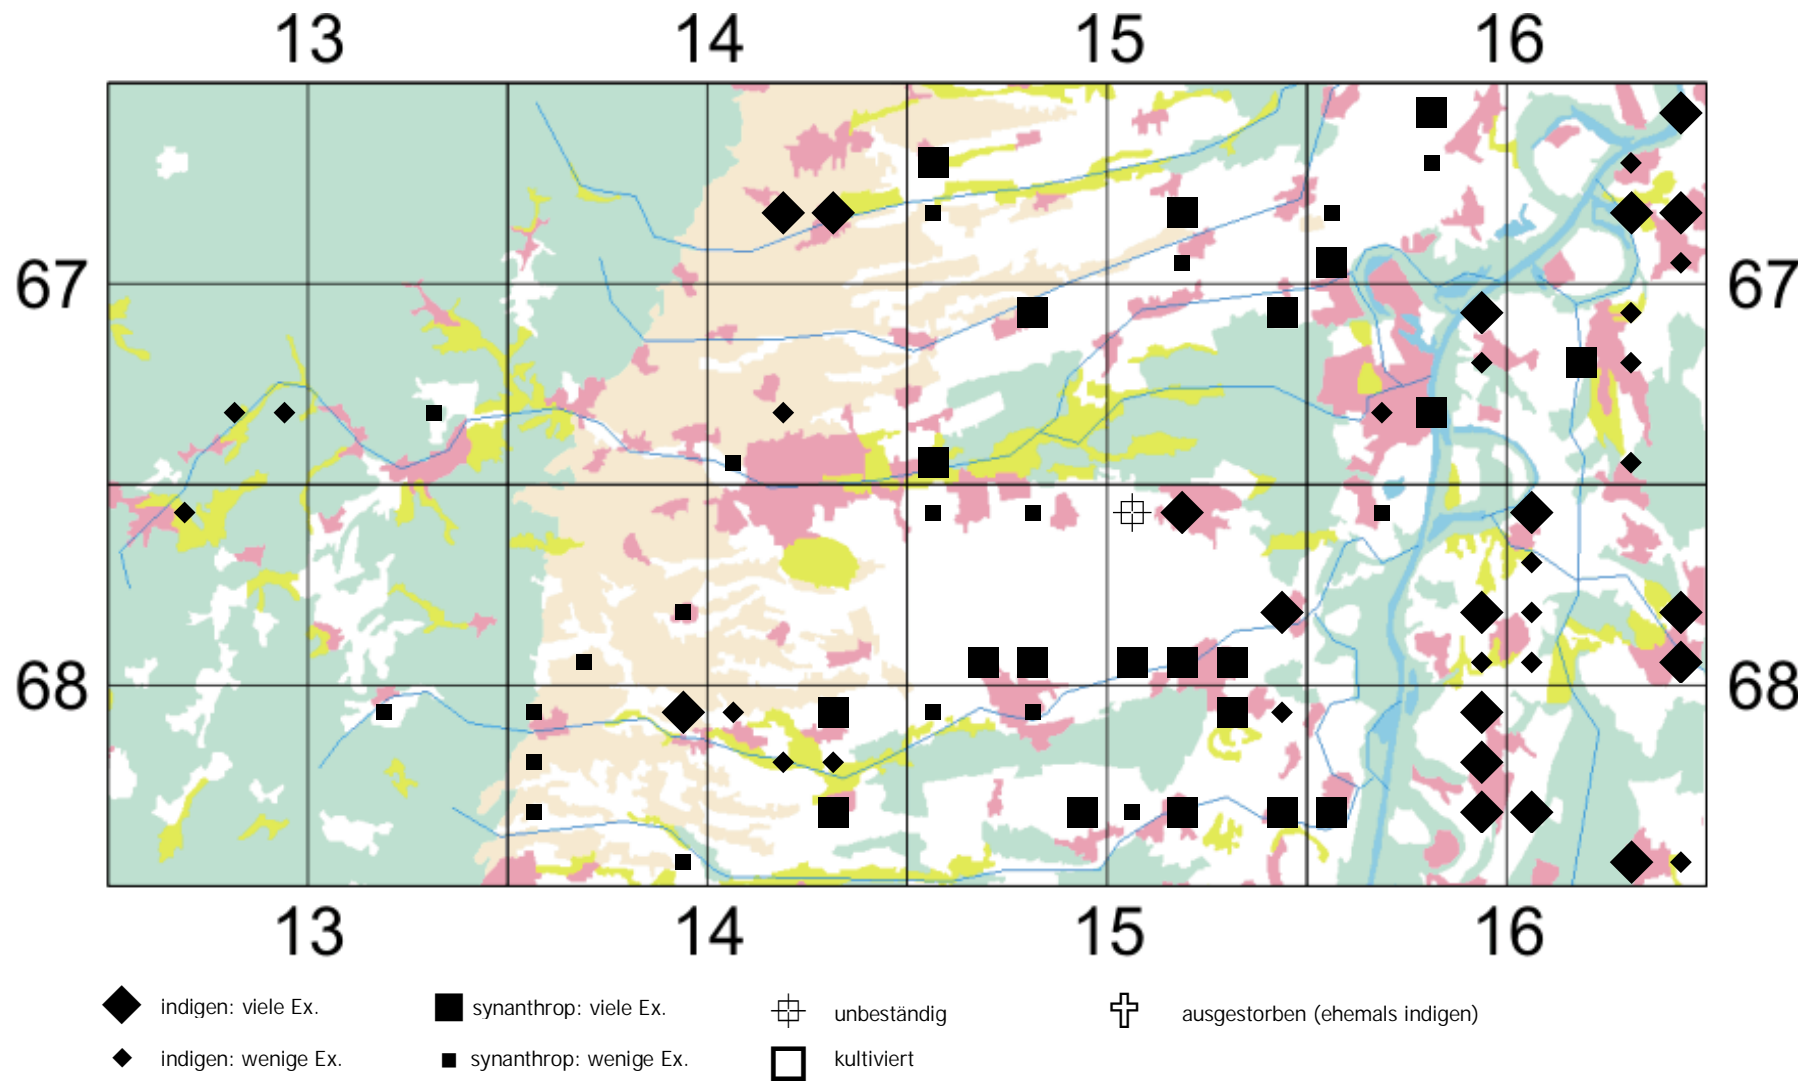 13 14 15 16
67 67
68 68
13 14 15 16
indigen: viele Ex. synanthrop: viele Ex. unbeständig ausgestorben (ehemals indigen)
indigen: wenige Ex. synanthrop: wenige Ex. kultiviert